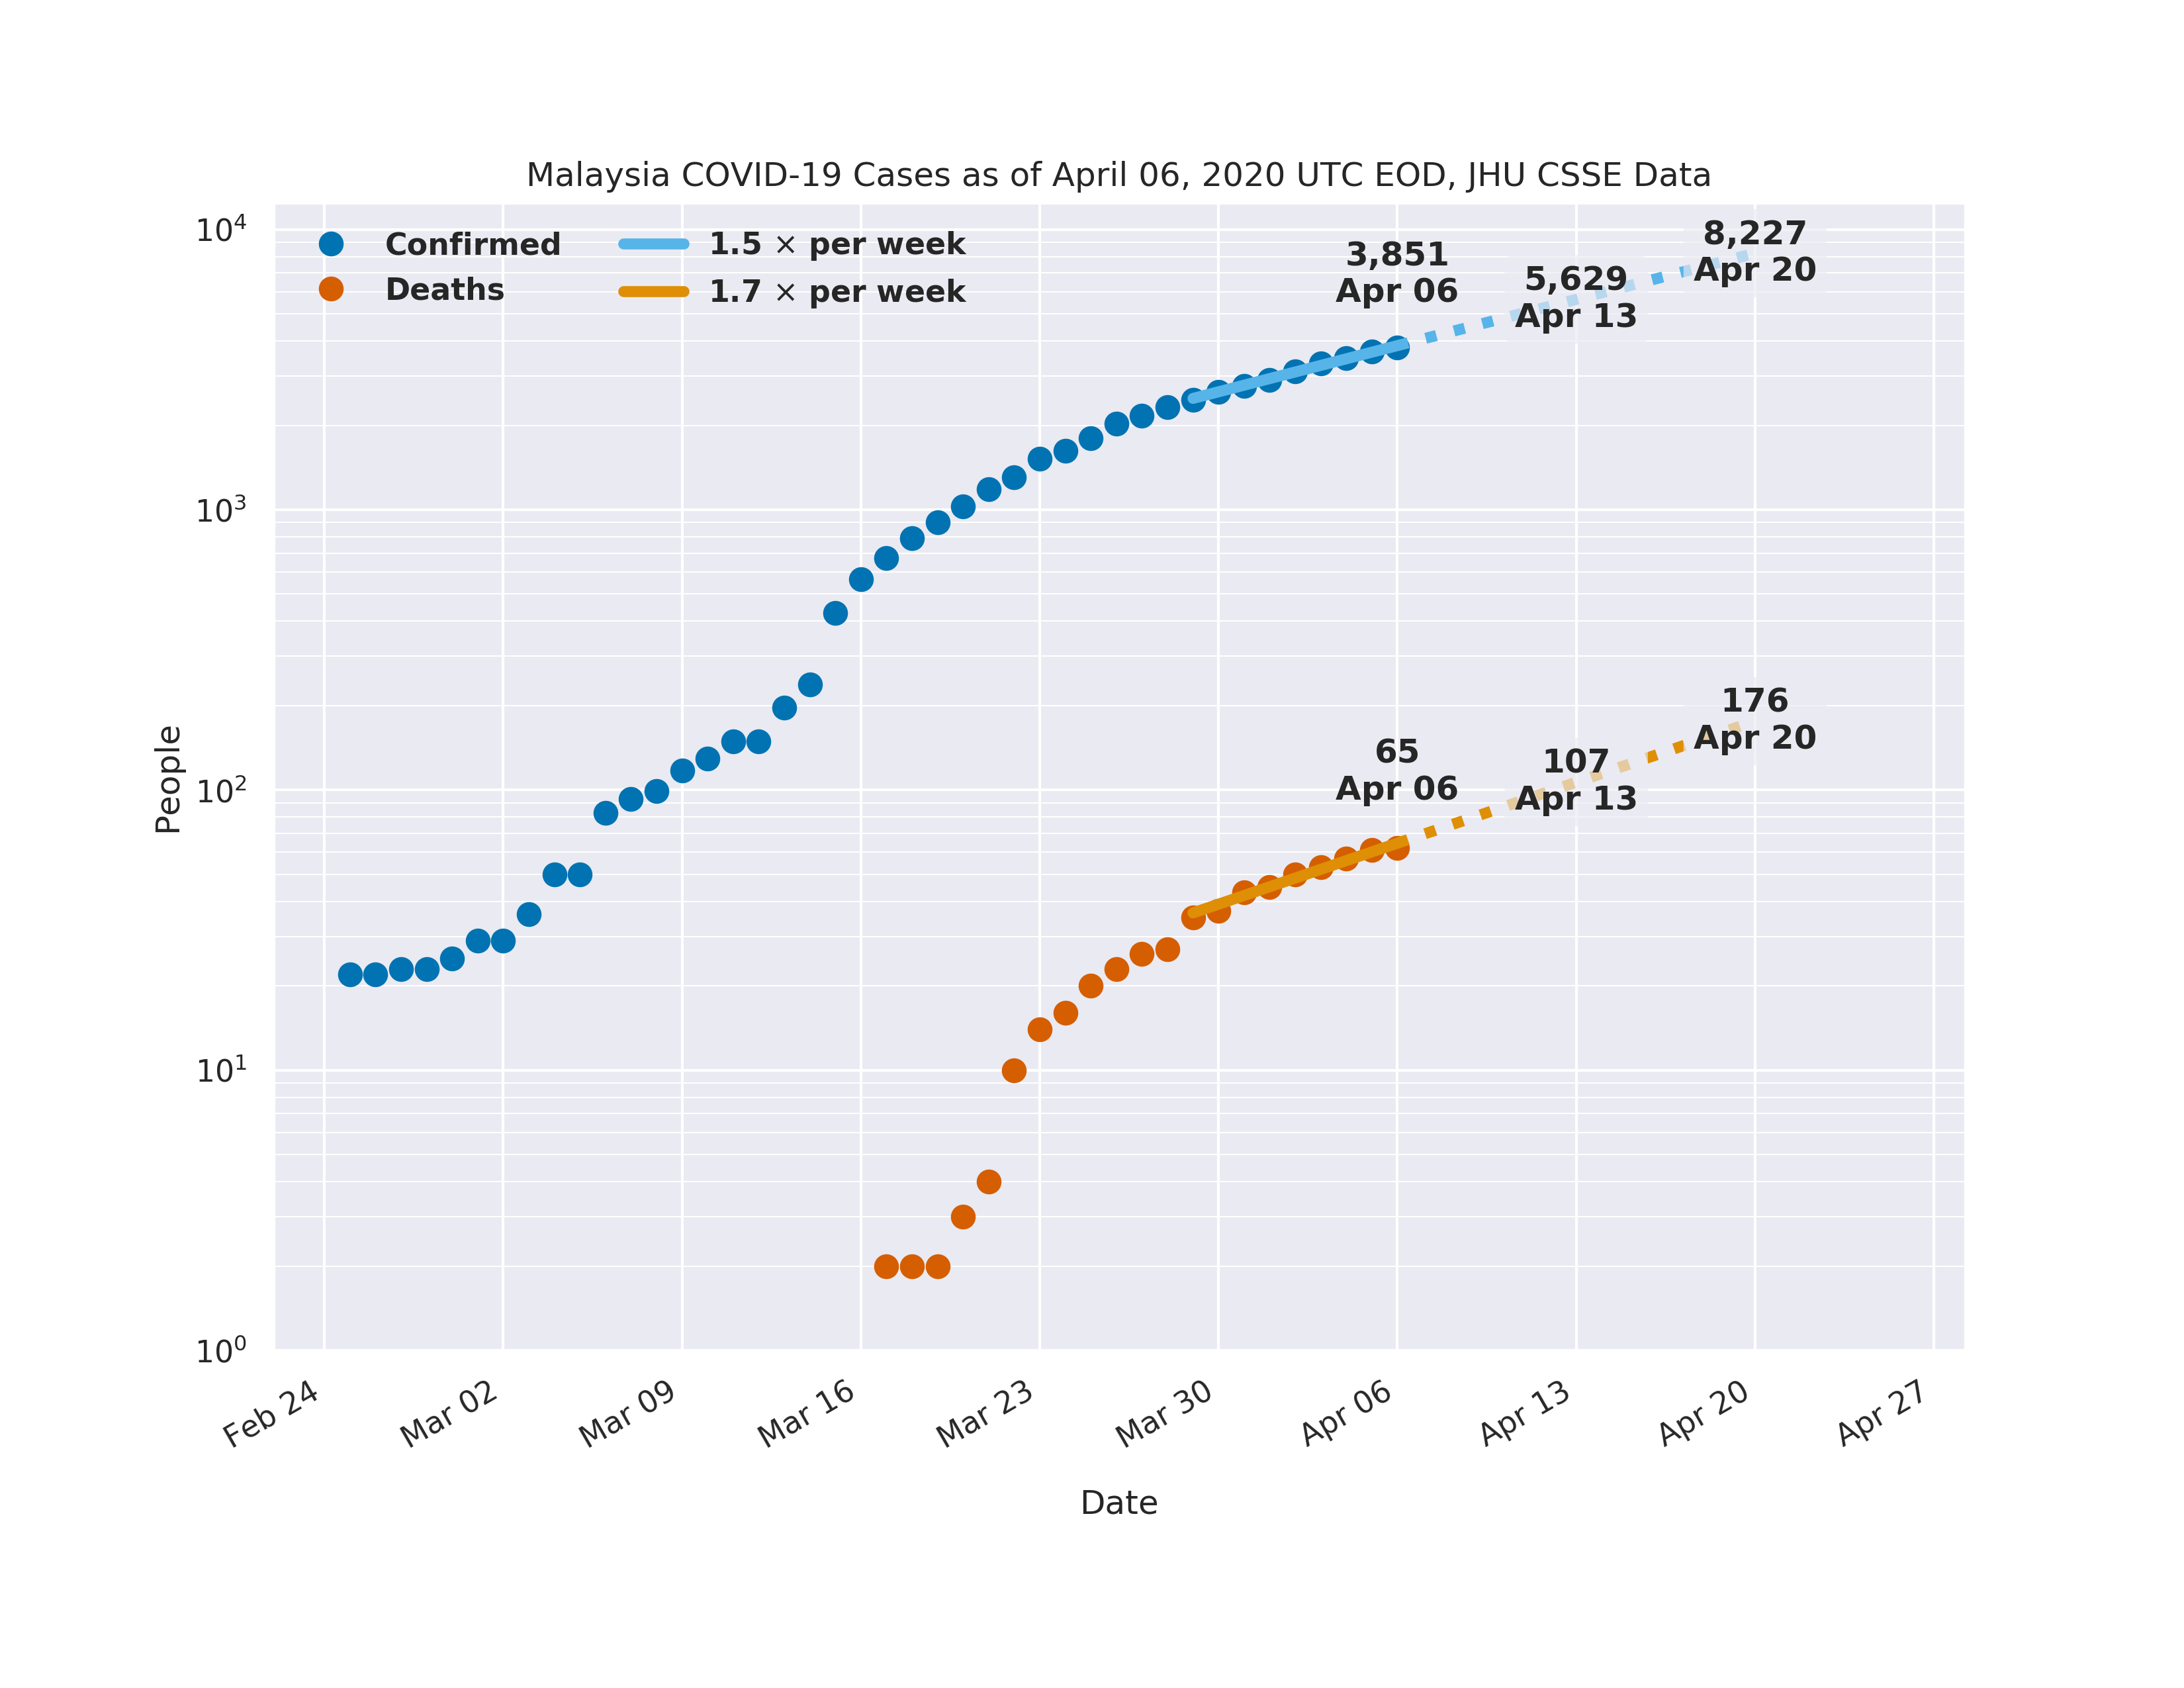 Malaysia COVID-19 Cases as of April 06, 2020 UTC EOD, JHU CSSE Data
Confirmed
Deaths
1.5 × per week
1.7 × per week
3,851
Apr 06
5,629
Apr 13
8,227
Apr 20
65
Apr 06
107
Apr 13
176
Apr 20
People
10⁴
10³
10²
10¹
10⁰
Feb 24
Mar 02
Mar 09
Mar 16
Mar 23
Mar 30
Apr 06
Apr 13
Apr 20
Apr 27
Date